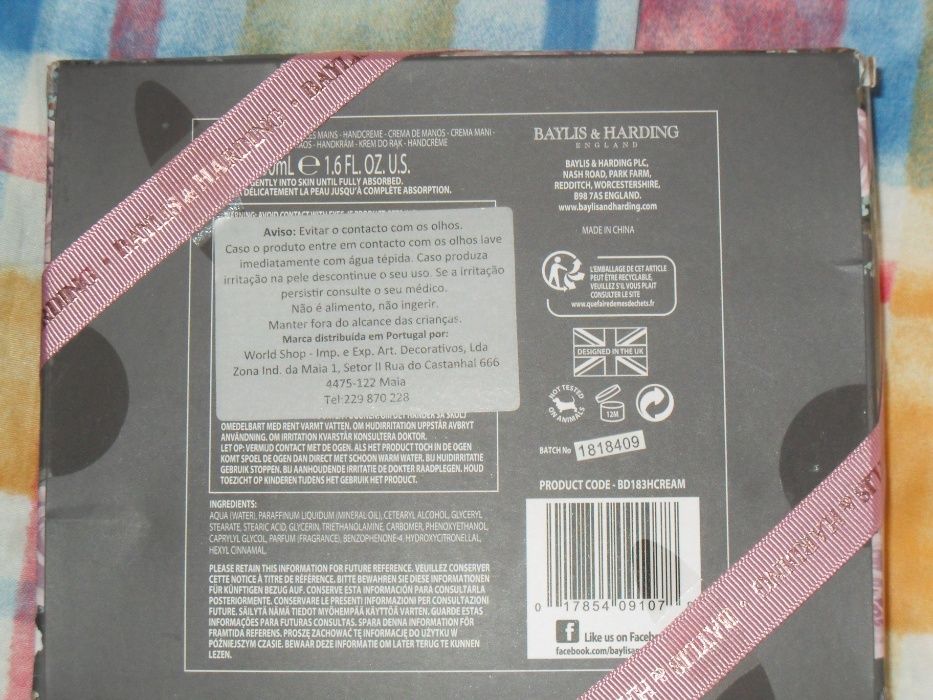 BAYLIS & HARDING • BAYLIS
ES MAINS - HANDCREME - CREMA DE MANOS - CREMA MANI -
- HANDKRÄM - KREM DO RĄK - HANDCRÈME
mL e 1.6 FL. OZ. U.S.
GENTLY INTO SKIN UNTIL FULLY ABSORBED.
DÉLICATEMENT LA PEAU JUSQU'À COMPLÈTE ABSORPTION.
WARNING: AVOID CONTACT WITH EYES.
Aviso: Evitar o contacto com os olhos.
Caso o produto entre em contacto com os olhos lave
imediatamente com água tépida. Caso produza
irritação na pele descontinue o seu uso. Se a irritação
persistir consulte o seu médico.
Não é alimento, não ingerir.
Manter fora do alcance das crianças.
Marca distribuída em Portugal por:
World Shop - Imp. e Exp. Art. Decorativos, Lda
Zona Ind. da Maia 1, Setor II Rua do Castanhal 666
4475-122 Maia
Tel:229 870 228
OMEDELBART MED RENT VARMT VATTEN. OM HUDIRRITATION UPPSTÅR AVBRYT
ANVÄNDNING. OM IRRITATION KVARSTÅR KONSULTERA DOKTOR.
LET OP: VERMIJD CONTACT MET DE OGEN. ALS HET PRODUCT TOCH IN DE OGEN
KOMT SPOEL DE OGEN DAN DIRECT MET SCHOON WARM WATER. BIJ HUIDIRRITATIE
GEBRUIK STOPPEN. BIJ AANHOUDENDE IRRITATIE DE DOKTER RAADPLEGEN. HOUD
TOEZICHT OP KINDEREN TIJDENS HET GEBRUIK HET PRODUCT.
INGREDIENTS:
AQUA (WATER), PARAFFINUM LIQUIDUM (MINERAL OIL), CETEARYL ALCOHOL, GLYCERYL
STEARATE, STEARIC ACID, GLYCERIN, TRIETHANOLAMINE, CARBOMER, PHENOXYETHANOL,
CAPRYLYL GLYCOL, PARFUM (FRAGRANCE), BENZOPHENONE-4, HYDROXYCITRONELLAL,
HEXYL CINNAMAL.
PLEASE RETAIN THIS INFORMATION FOR FUTURE REFERENCE. VEUILLEZ CONSERVER
CETTE NOTICE À TITRE DE RÉFÉRENCE. BITTE BEWAHREN SIE DIESE INFORMATIONEN
FÜR KÜNFTIGEN BEZUG AUF. CONSERVE ESTA INFORMACIÓN PARA CONSULTARLA
POSTERIORMENTE. CONSERVARE LE PRESENTI INFORMAZIONI PER CONSULTAZIONI
FUTURE. SÄILYTÄ NÄMÄ TIEDOT MYÖHEMPÄÄ KÄYTTÖÄ VARTEN. GUARDE ESTAS
INFORMAÇÕES PARA FUTURAS CONSULTAS. SPARA DENNA INFORMATION FÖR
FRAMTIDA REFERENS. PROSZĘ ZACHOWAĆ TĘ INFORMACJĘ DO UŻYTKU W
PÓŹNIEJSZYM CZASIE. BEWAAR DEZE INFORMATIE OM LATER TERUG TE KUNNEN
LEZEN.
BAYLIS & HARDING
ENGLAND
BAYLIS & HARDING PLC,
NASH ROAD, PARK FARM,
REDDITCH, WORCESTERSHIRE,
B98 7AS ENGLAND.
www.baylisandharding.com
MADE IN CHINA
L'EMBALLAGE DE CET ARTICLE
PEUT ÊTRE RECYCLABLE,
VEUILLEZ S'IL VOUS PLAIT
CONSULTER LE SITE
www.quefairedemesdechets.fr
DESIGNED IN THE UK
NOT TESTED
ON ANIMALS
12M
BATCH No 1818409
PRODUCT CODE - BD183HCREAM
0 17854 09107
Like us on Faceb
facebook.com/baylis